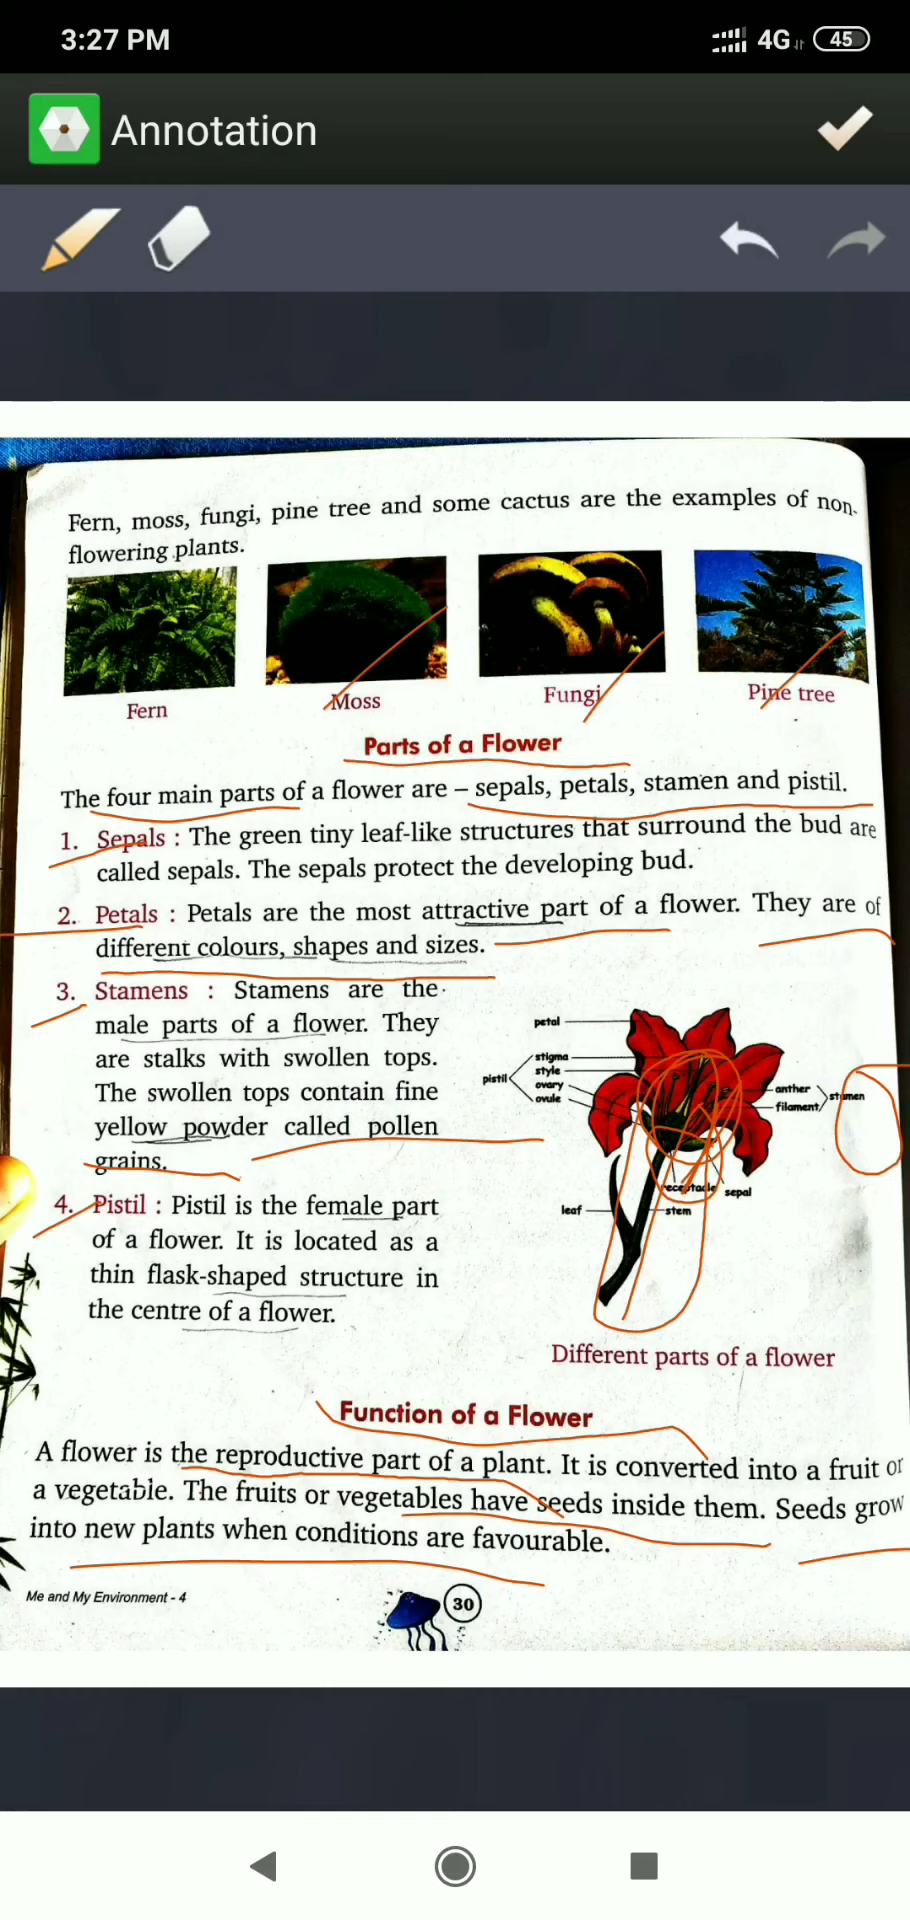 3:27 PM
4G
45
Annotation
Fern, moss, fungi, pine tree and some cactus are the examples of non-
flowering plants.
Fern
Moss
Fungi
Pine tree
Parts of a Flower
The four main parts of a flower are – sepals, petals, stamen and pistil.
1. Sepals : The green tiny leaf-like structures that surround the bud are
called sepals. The sepals protect the developing bud.
2. Petals : Petals are the most attractive part of a flower. They are of
different colours, shapes and sizes.
3. Stamens : Stamens are the
male parts of a flower. They
are stalks with swollen tops.
The swollen tops contain fine
yellow powder called pollen
grains.
4. Pistil : Pistil is the female part
of a flower. It is located as a
thin flask-shaped structure in
the centre of a flower.
petal
stigma
style
pistil
ovary
ovule
anther
filament
stamen
receptacle
sepal
leaf
stem
Different parts of a flower
Function of a Flower
A flower is the reproductive part of a plant. It is converted into a fruit or
a vegetable. The fruits or vegetables have seeds inside them. Seeds grow
into new plants when conditions are favourable.
Me and My Environment - 4
30